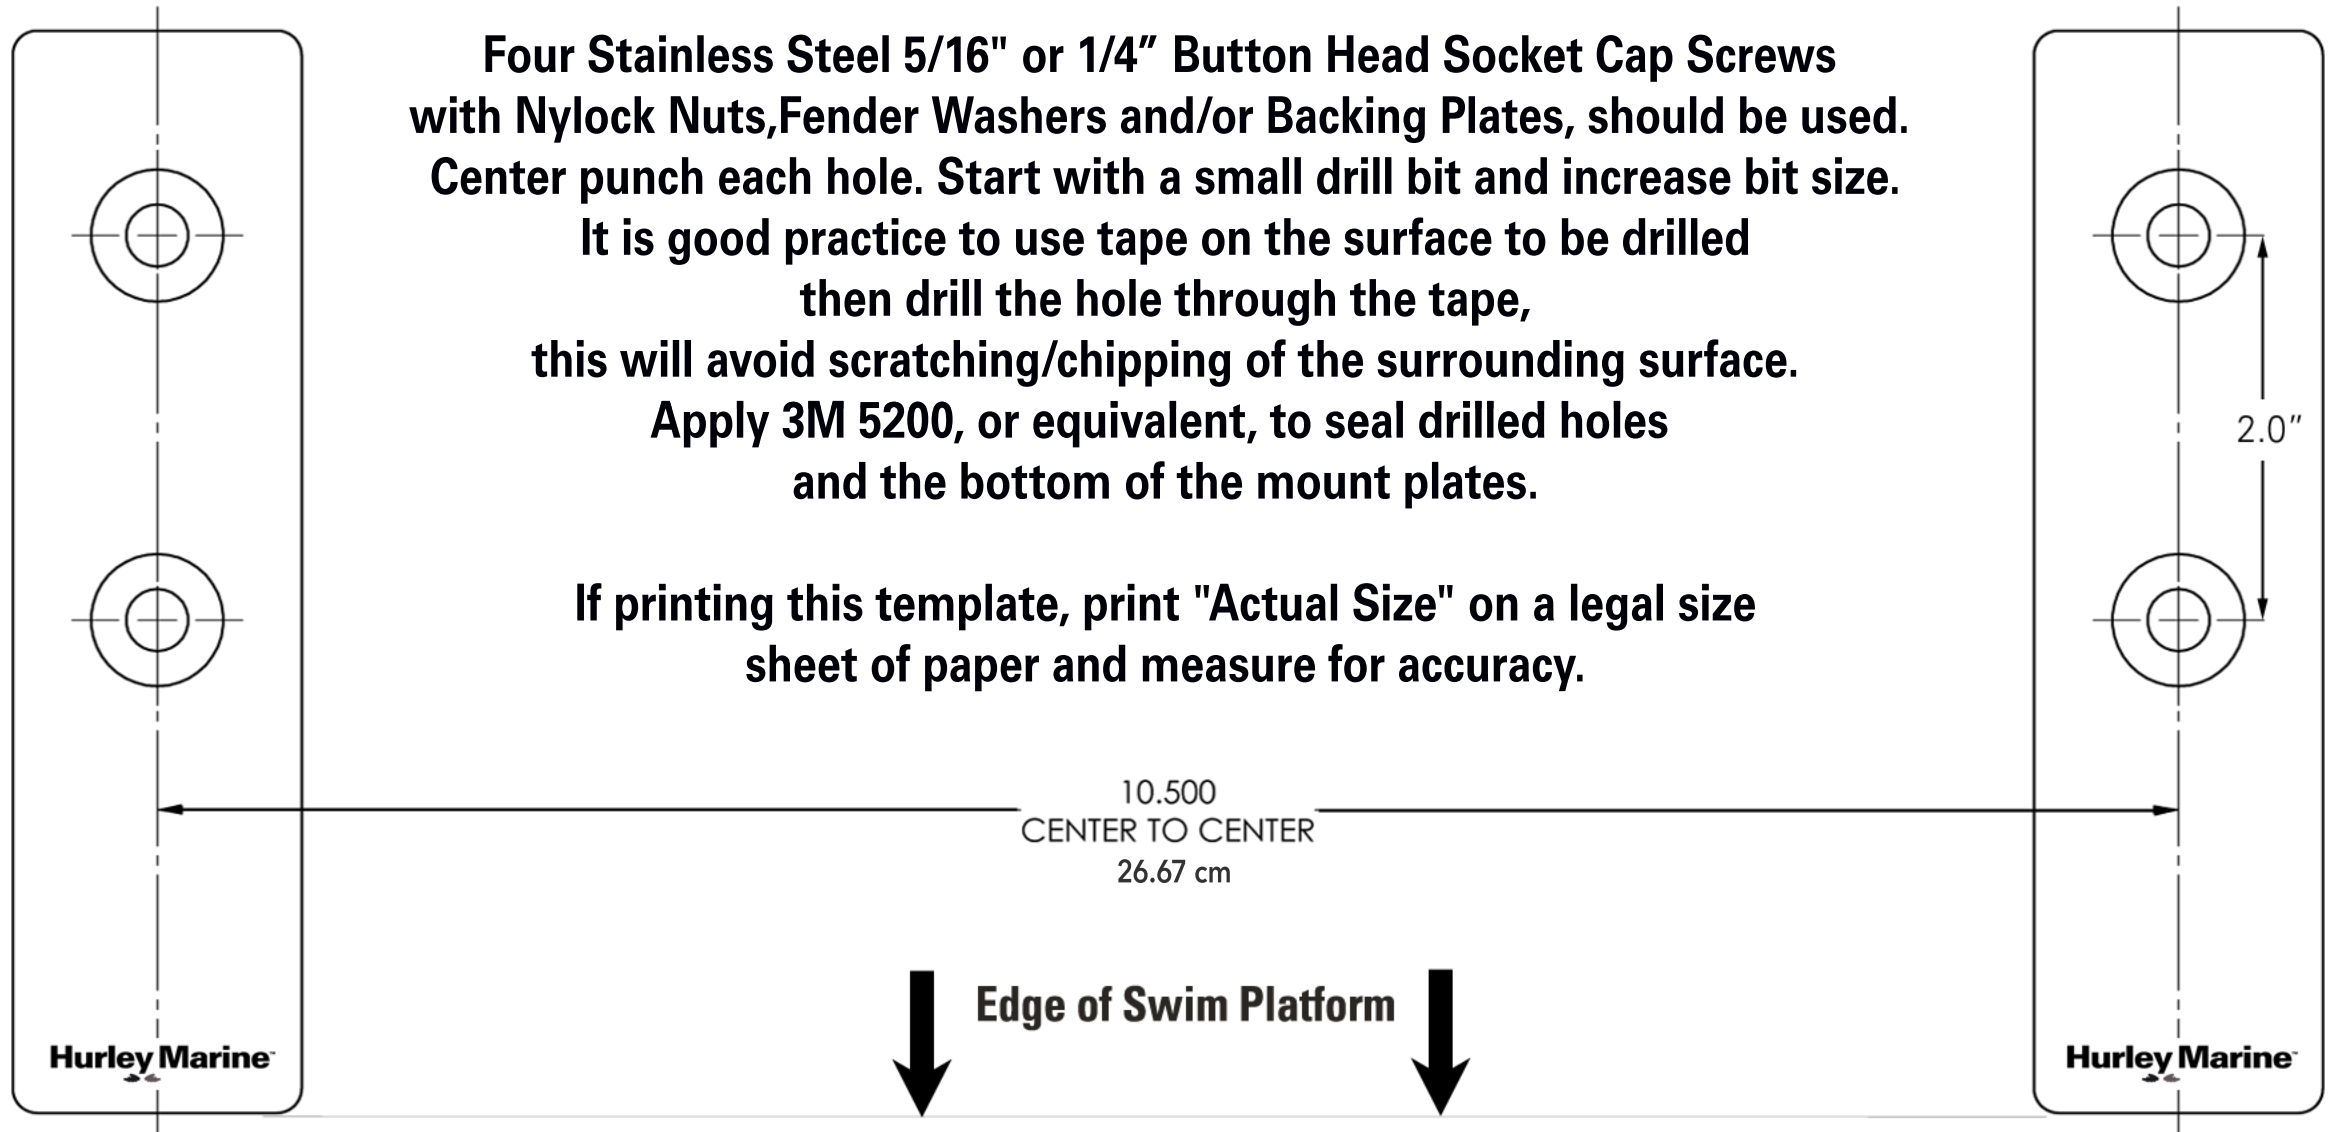 Four Stainless Steel 5/16" or 1/4” Button Head Socket Cap Screws
with Nylock Nuts,Fender Washers and/or Backing Plates, should be used.
Center punch each hole. Start with a small drill bit and increase bit size.
It is good practice to use tape on the surface to be drilled
then drill the hole through the tape,
this will avoid scratching/chipping of the surrounding surface.
Apply 3M 5200, or equivalent, to seal drilled holes
and the bottom of the mount plates.
If printing this template, print "Actual Size" on a legal size
sheet of paper and measure for accuracy.
2.0”
10.500
CENTER TO CENTER
26.67 cm
Edge of Swim Platform
Hurley Marine™
Hurley Marine™